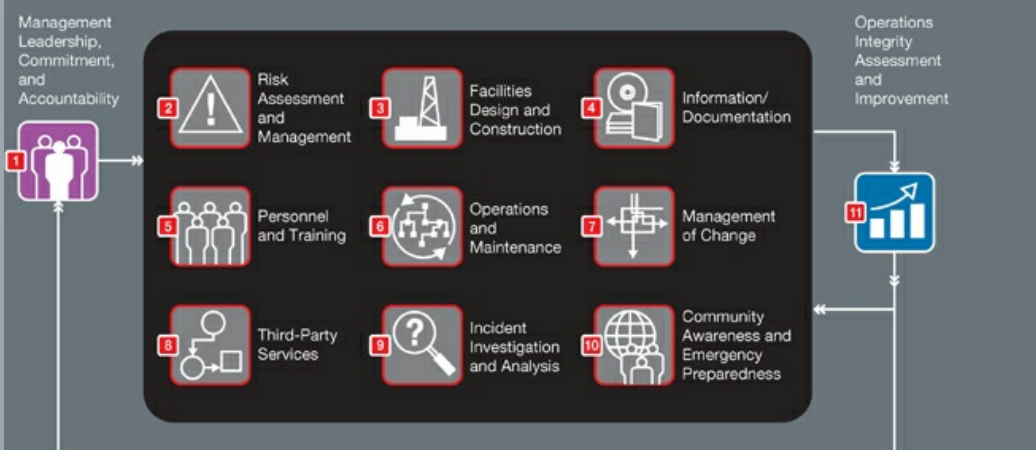 Management
Leadership,
Commitment,
and
Accountability
1
2
Risk
Assessment
and
Management
3
Facilities
Design and
Construction
4
Information/
Documentation
5
Personnel
and Training
6
Operations
and
Maintenance
7
Management
of Change
8
Third-Party
Services
9
?
Incident
Investigation
and Analysis
10
Community
Awareness and
Emergency
Preparedness
Operations
Integrity
Assessment
and
Improvement
11